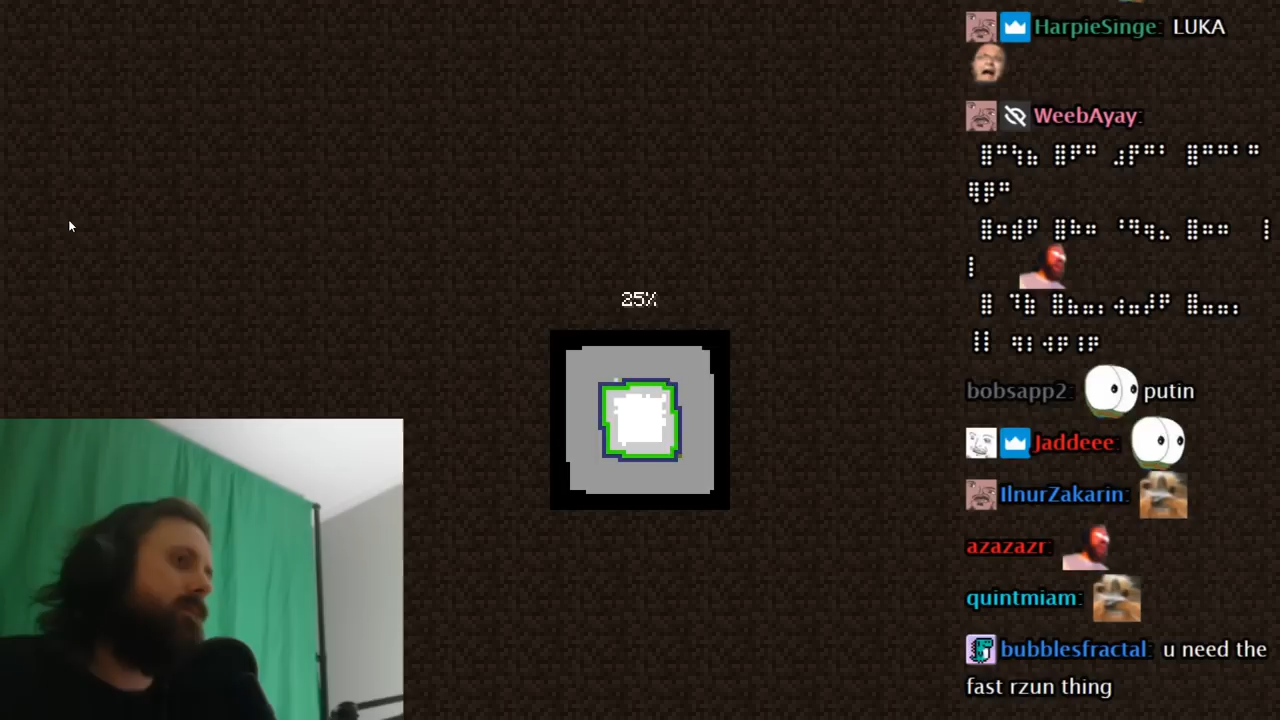 HarpieSinge: LUKA
WeebAyay:
25%
bobsapp2: putin
Jaddeee:
IlnurZakarin:
azazazr:
quintmiam:
bubblesfractal: u need the
fast rzun thing